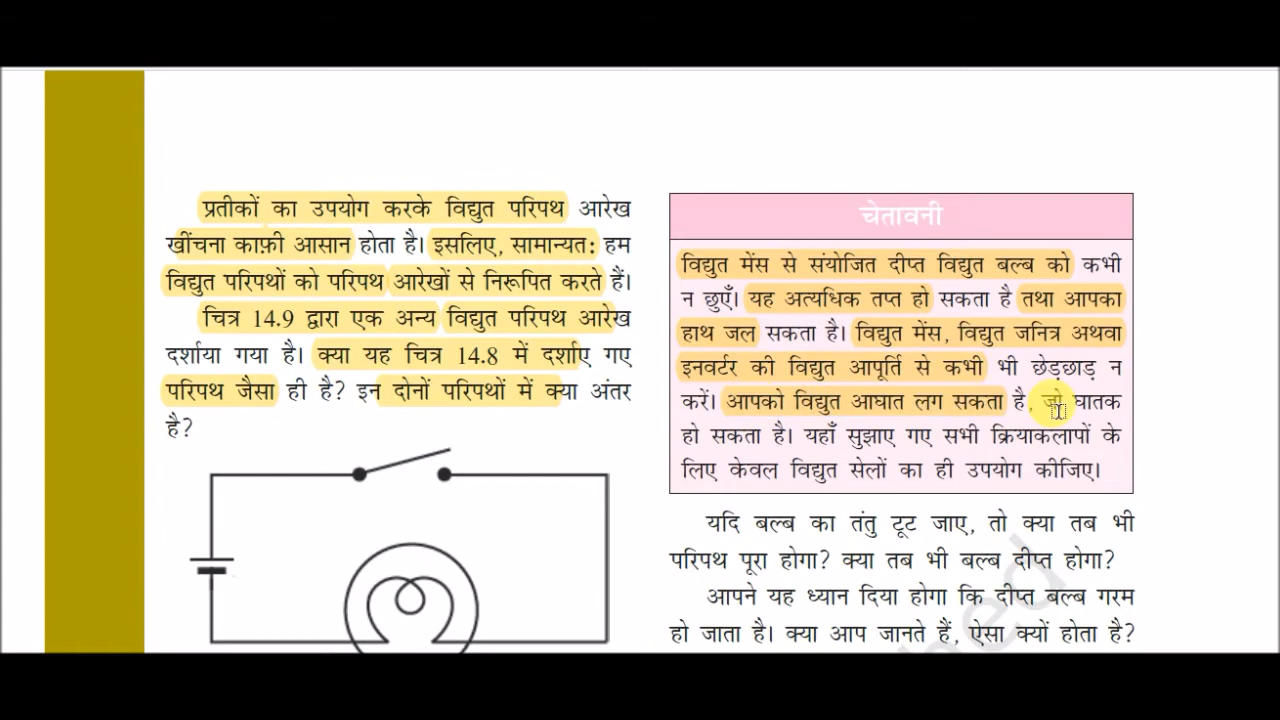 प्रतीकों का उपयोग करके विद्युत परिपथ आरेख
खींचना काफ़ी आसान होता है। इसलिए, सामान्यत: हम
विद्युत परिपथों को परिपथ आरेखों से निरूपित करते हैं।
चित्र 14.9 द्वारा एक अन्य विद्युत परिपथ आरेख
दर्शाया गया है। क्या यह चित्र 14.8 में दर्शाए गए
परिपथ जैसा ही है? इन दोनों परिपथों में क्या अंतर
है?
चेतावनी
विद्युत मेंस से संयोजित दीप्त विद्युत बल्ब को कभी
न छुएँ। यह अत्यधिक तप्त हो सकता है तथा आपका
हाथ जल सकता है। विद्युत मेंस, विद्युत जनित्र अथवा
इनवर्टर की विद्युत आपूर्ति से कभी भी छेड़छाड़ न
करें। आपको विद्युत आघात लग सकता है, जो घातक
हो सकता है। यहाँ सुझाए गए सभी क्रियाकलापों के
लिए केवल विद्युत सेलों का ही उपयोग कीजिए।
यदि बल्ब का तंतु टूट जाए, तो क्या तब भी
परिपथ पूरा होगा? क्या तब भी बल्ब दीप्त होगा?
आपने यह ध्यान दिया होगा कि दीप्त बल्ब गरम
हो जाता है। क्या आप जानते हैं, ऐसा क्यों होता है?